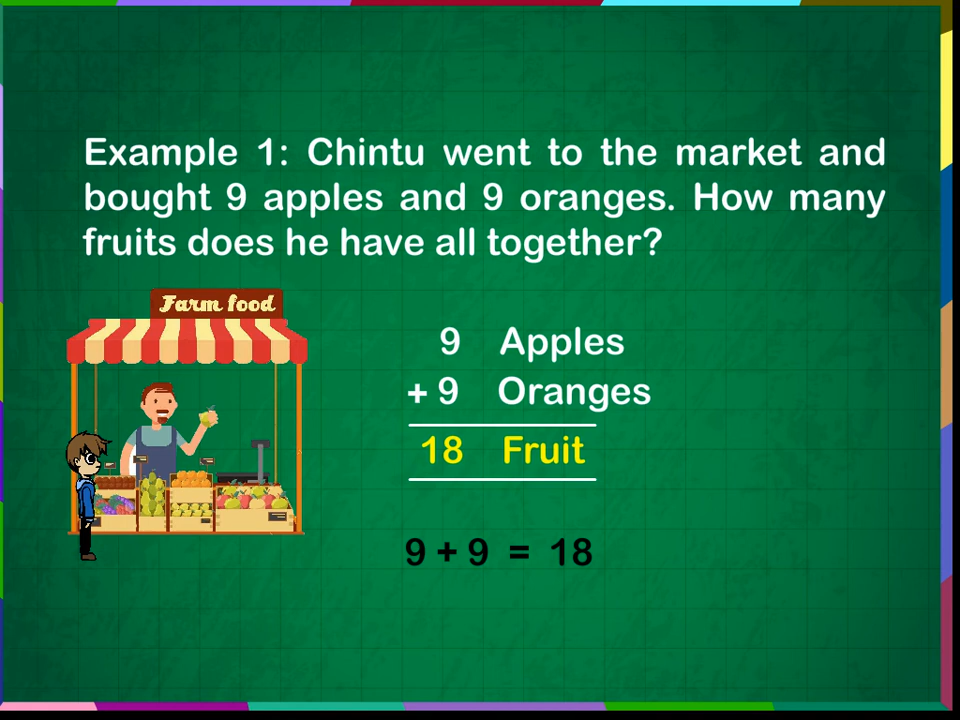 Example 1: Chintu went to the market and
bought 9 apples and 9 oranges. How many
fruits does he have all together?
Farm food
9 Apples
+ 9 Oranges
18 Fruit
9 + 9 = 18